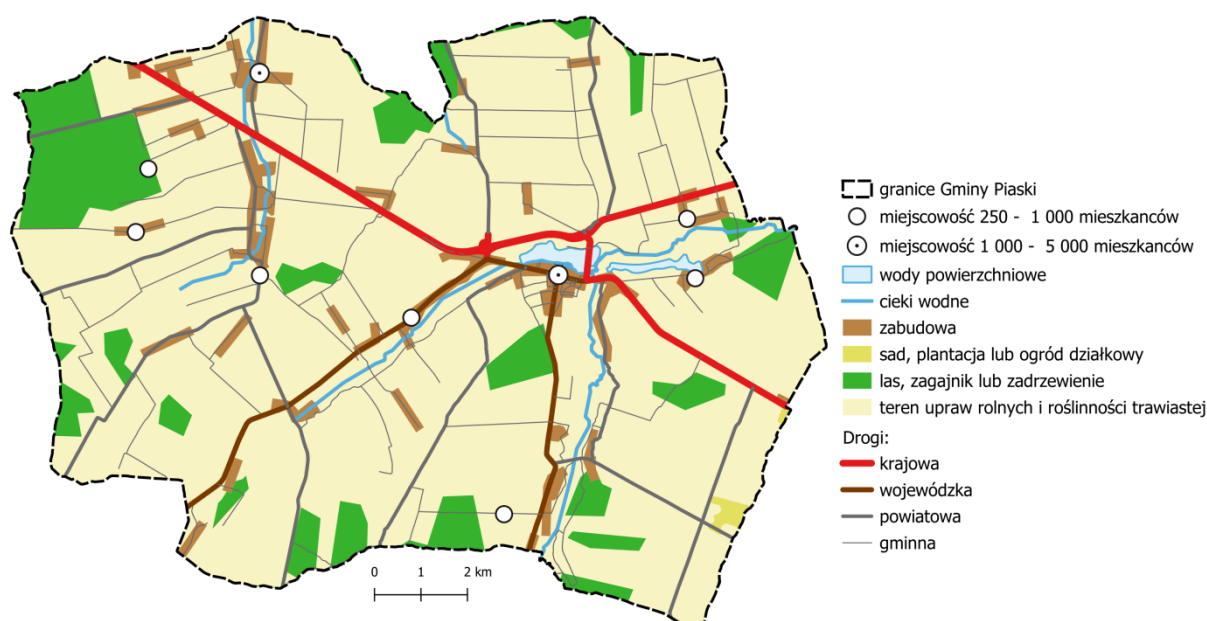 granice Gminy Piaski
miejscowość 250 - 1 000 mieszkanców
miejscowość 1 000 - 5 000 mieszkanców
wody powierzchniowe
cieki wodne
zabudowa
sad, plantacja lub ogród działkowy
las, zagajnik lub zadrzewienie
teren upraw rolnych i roślinności trawiastej
Drogi:
krajowa
wojewódzka
powiatowa
gminna
0 1 2 km